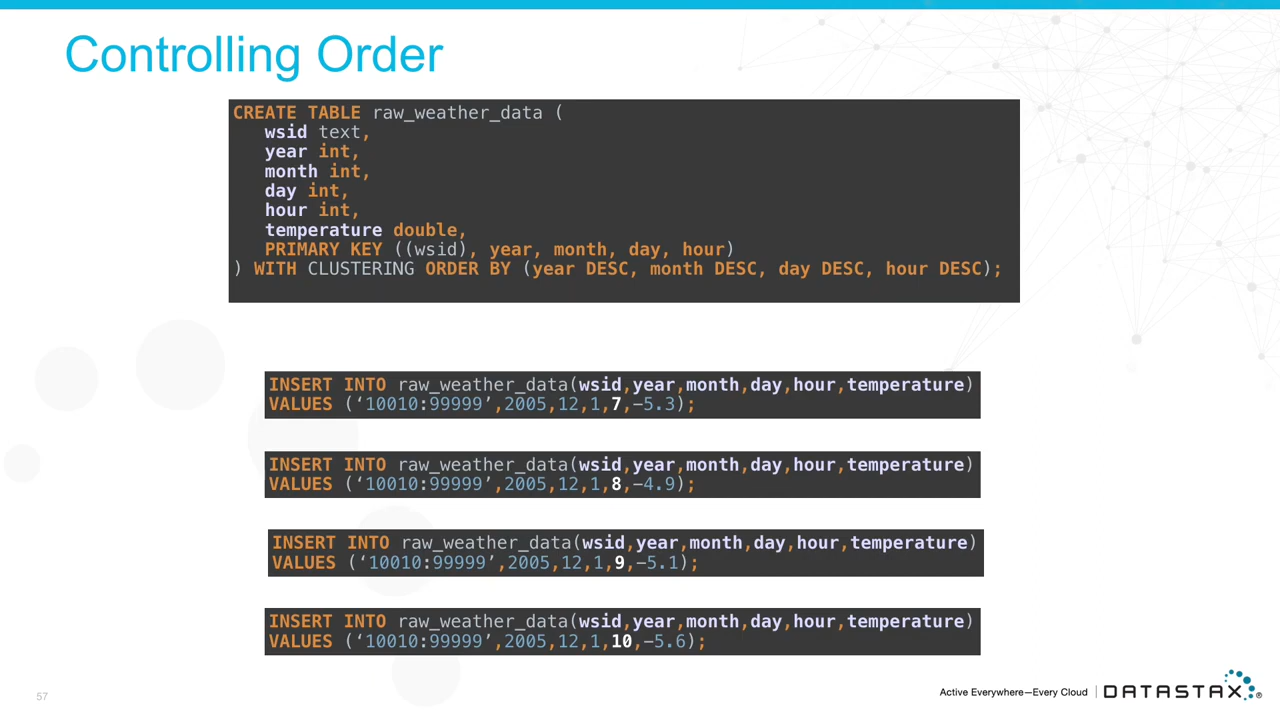 Controlling Order
CREATE TABLE raw_weather_data (
wsid text,
year int,
month int,
day int,
hour int,
temperature double,
PRIMARY KEY ((wsid), year, month, day, hour)
) WITH CLUSTERING ORDER BY (year DESC, month DESC, day DESC, hour DESC);
INSERT INTO raw_weather_data(wsid,year,month,day,hour,temperature)
VALUES (‘10010:99999’,2005,12,1,7,−5.3);
INSERT INTO raw_weather_data(wsid,year,month,day,hour,temperature)
VALUES (‘10010:99999’,2005,12,1,8,−4.9);
INSERT INTO raw_weather_data(wsid,year,month,day,hour,temperature)
VALUES (‘10010:99999’,2005,12,1,9,−5.1);
INSERT INTO raw_weather_data(wsid,year,month,day,hour,temperature)
VALUES (‘10010:99999’,2005,12,1,10,−5.6);
57
Active Everywhere—Every Cloud | DATASTAX®